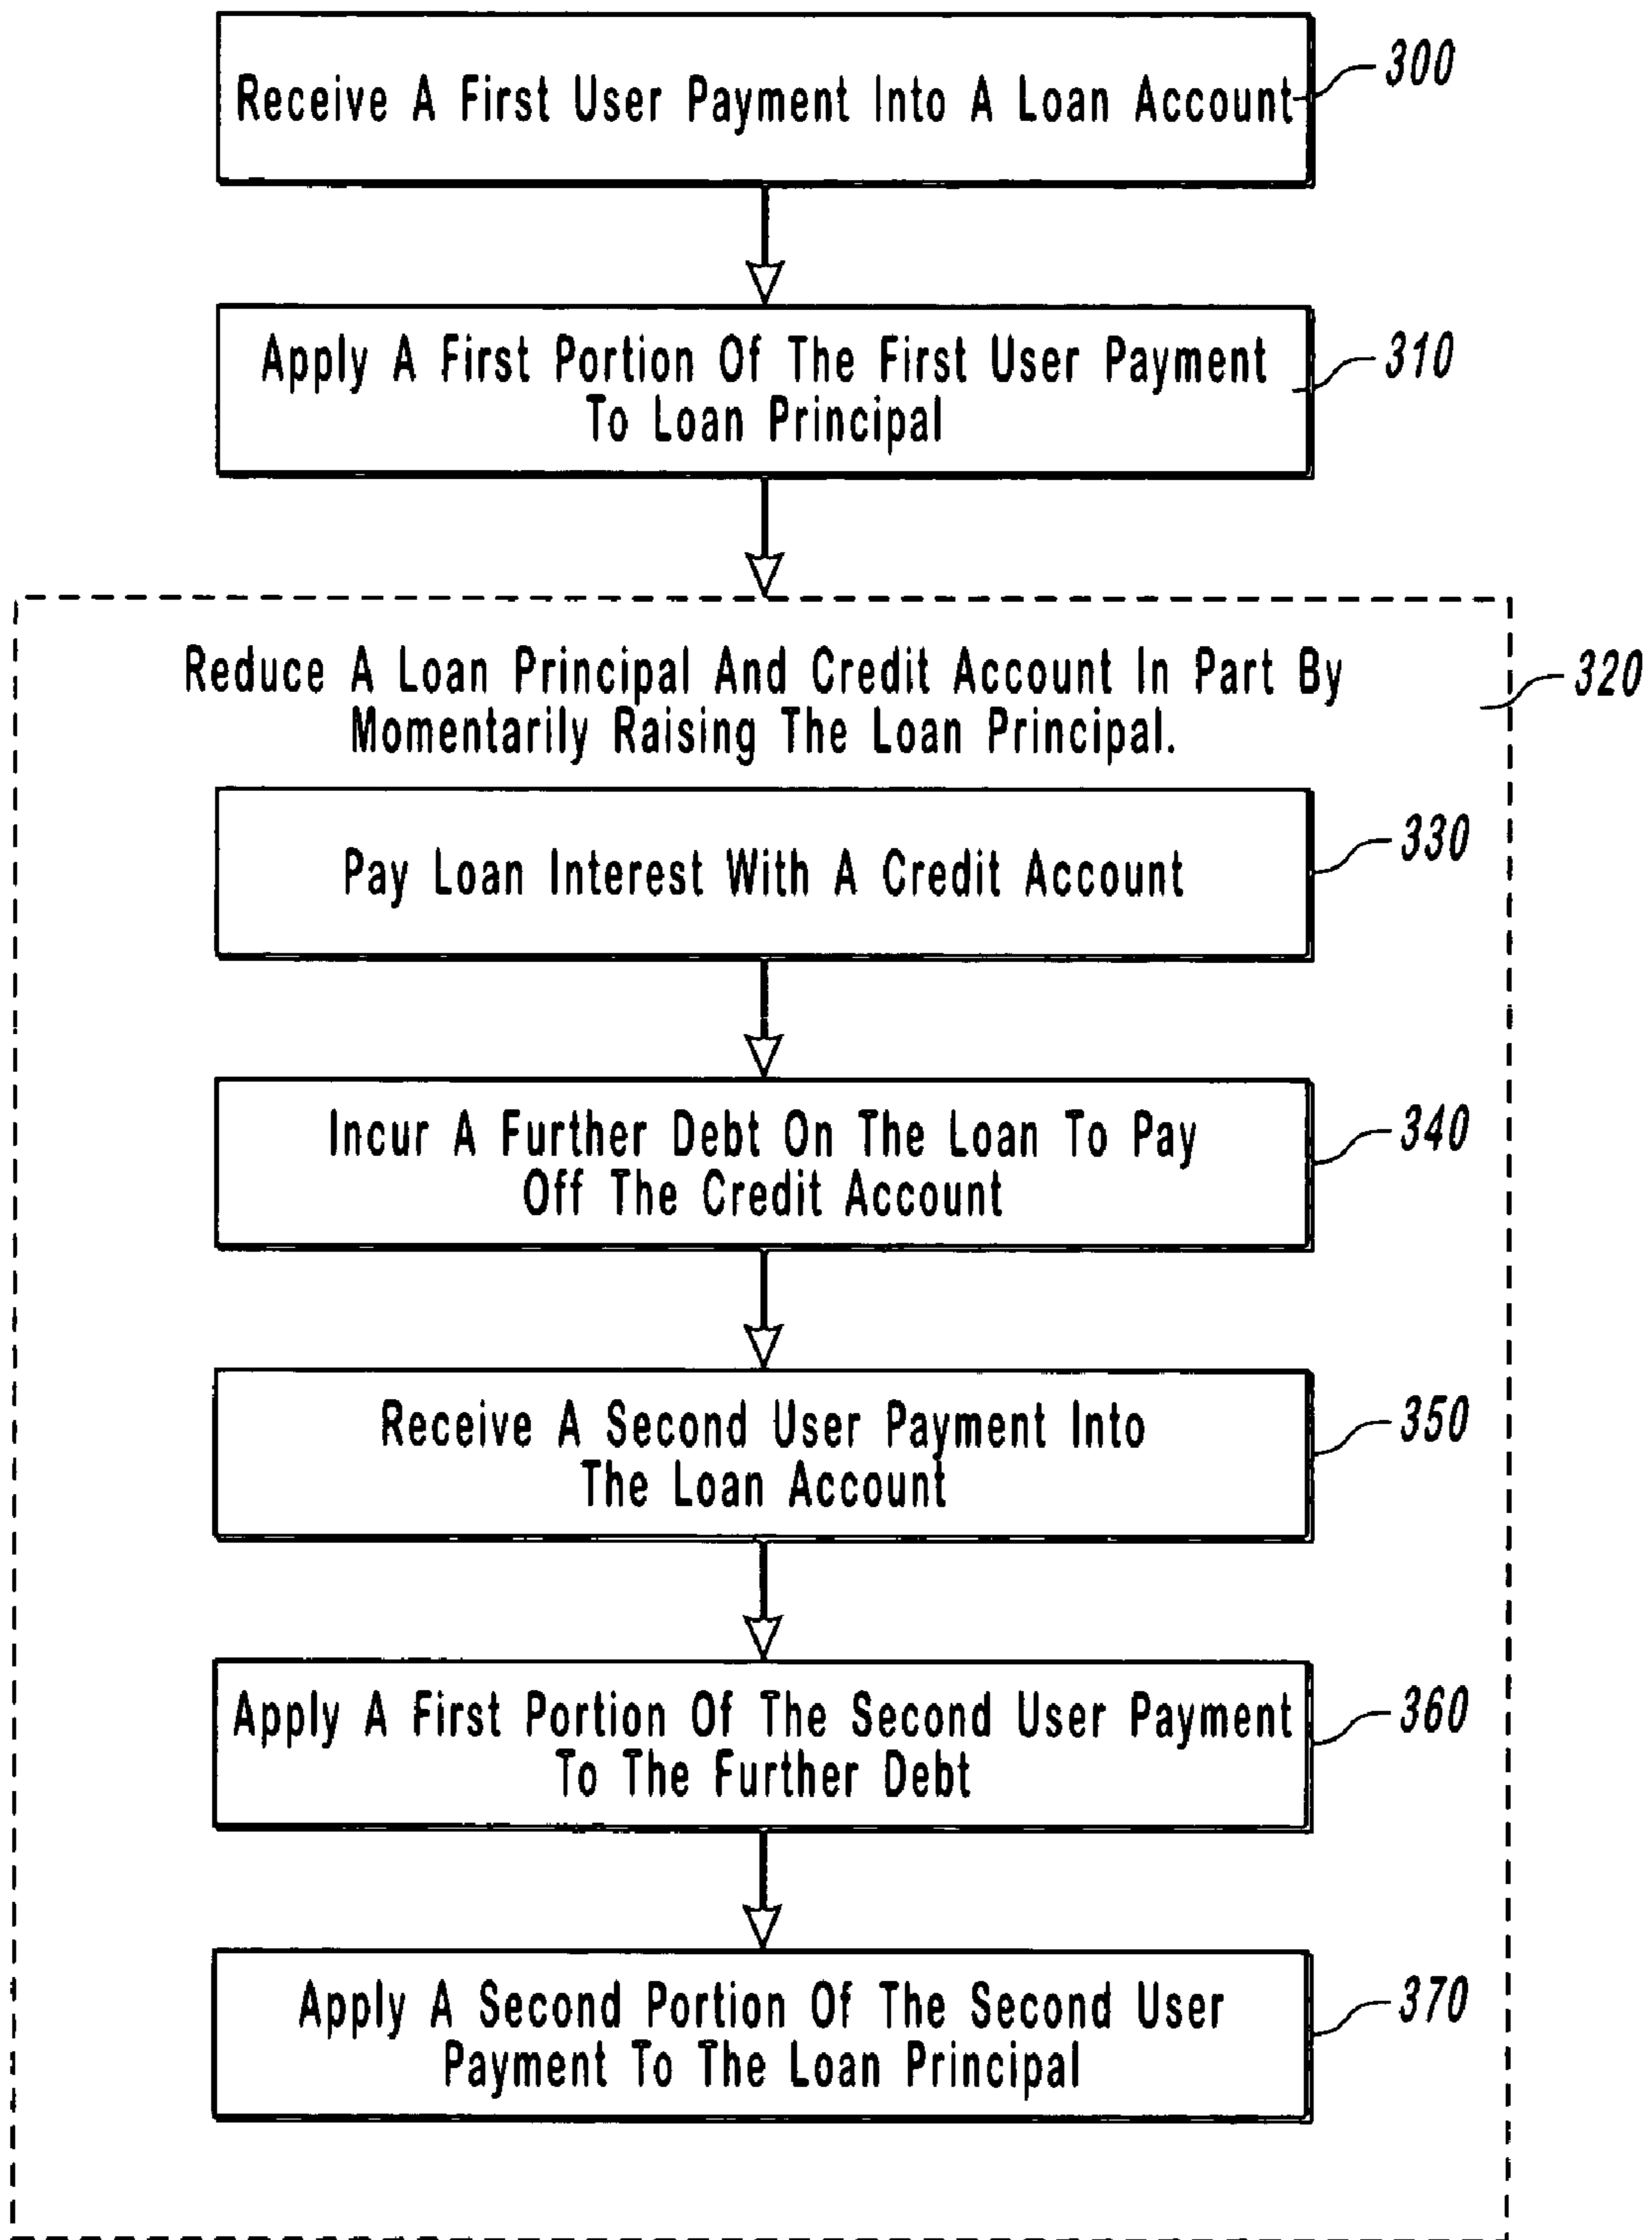 Receive A First User Payment Into A Loan Account
300
Apply A First Portion Of The First User Payment
To Loan Principal
310
Reduce A Loan Principal And Credit Account In Part By
Momentarily Raising The Loan Principal.
320
Pay Loan Interest With A Credit Account
330
Incur A Further Debt On The Loan To Pay
Off The Credit Account
340
Receive A Second User Payment Into
The Loan Account
350
Apply A First Portion Of The Second User Payment
To The Further Debt
360
Apply A Second Portion Of The Second User
Payment To The Loan Principal
370